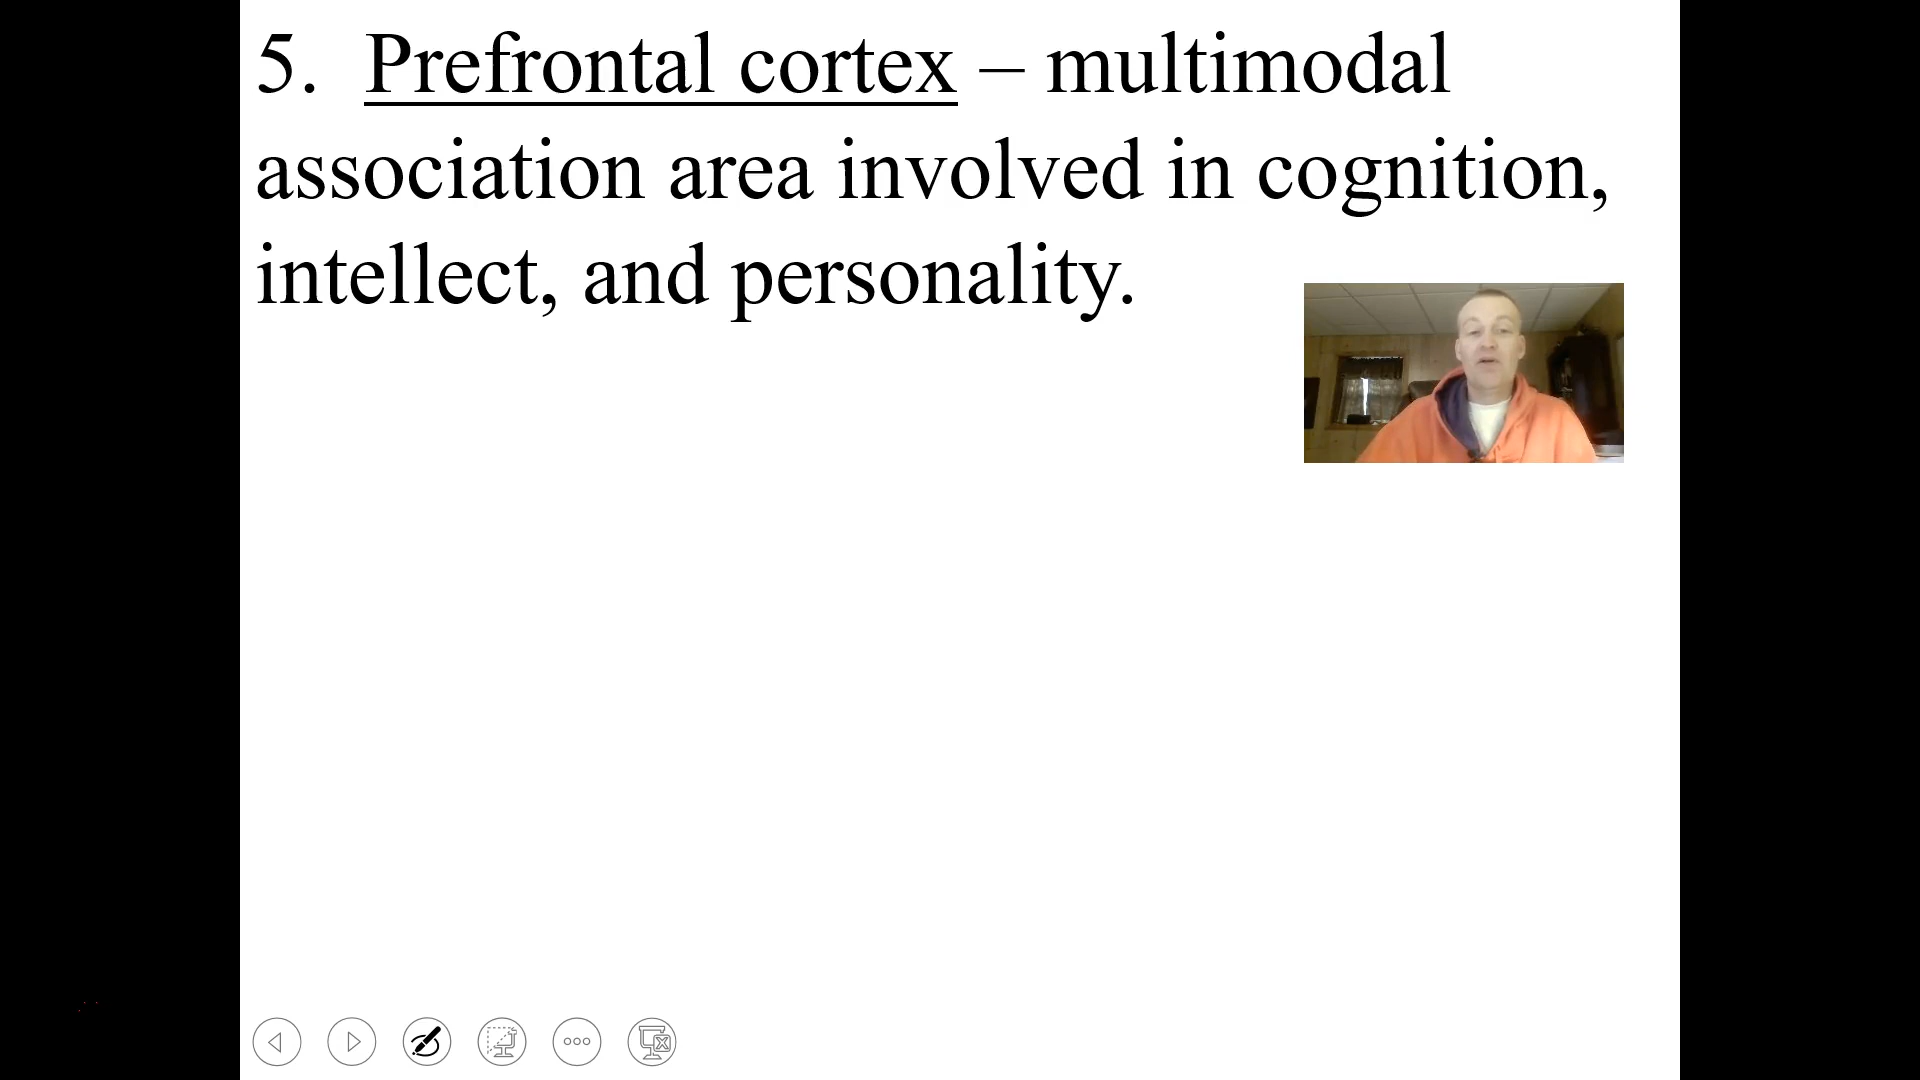 5. Prefrontal cortex – multimodal
association area involved in cognition,
intellect, and personality.